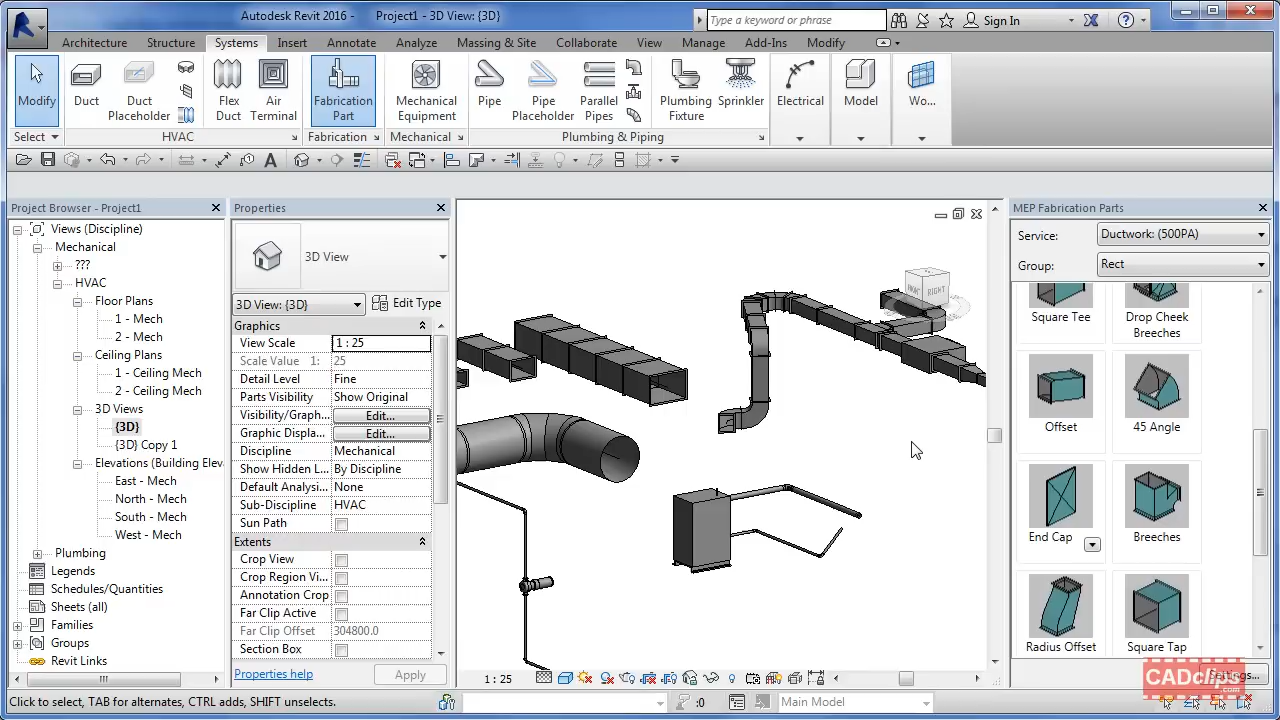 Autodesk Revit 2016 - Project1 - 3D View: {3D}
Type a keyword or phrase
Sign In
Architecture Structure Systems Insert Annotate Analyze Massing & Site Collaborate View Manage Add-Ins Modify
Modify
Duct
Duct
Placeholder
Flex
Duct
Air
Terminal
Fabrication
Part
Mechanical
Equipment
Pipe
Pipe
Placeholder
Parallel
Pipes
Plumbing
Fixture
Sprinkler
Electrical
Model
Wo...
Select HVAC Fabrication Mechanical Plumbing & Piping
Project Browser - Project1
Views (Discipline)
Mechanical
???
HVAC
Floor Plans
1 - Mech
2 - Mech
Ceiling Plans
1 - Ceiling Mech
2 - Ceiling Mech
3D Views
{3D}
{3D} Copy 1
Elevations (Building Elev
East - Mech
North - Mech
South - Mech
West - Mech
Plumbing
Legends
Schedules/Quantities
Sheets (all)
Families
Groups
Revit Links
Properties
3D View
3D View: {3D} Edit Type
Graphics
View Scale 1 : 25
Scale Value 1: 25
Detail Level Fine
Parts Visibility Show Original
Visibility/Graph... Edit...
Graphic Displa... Edit...
Discipline Mechanical
Show Hidden L... By Discipline
Default Analysi... None
Sub-Discipline HVAC
Sun Path
Extents
Crop View
Crop Region Vi...
Annotation Crop
Far Clip Active
Far Clip Offset 304800.0
Section Box
Properties help Apply
RIGHT
1 : 25
MEP Fabrication Parts
Service: Ductwork: (500PA)
Group: Rect
Square Tee
Drop Cheek
Breeches
Offset
45 Angle
End Cap
Breeches
Radius Offset
Square Tap
Settings...
CADclips
.com
Click to select, TAB for alternates, CTRL adds, SHIFT unselects.
:0
Main Model